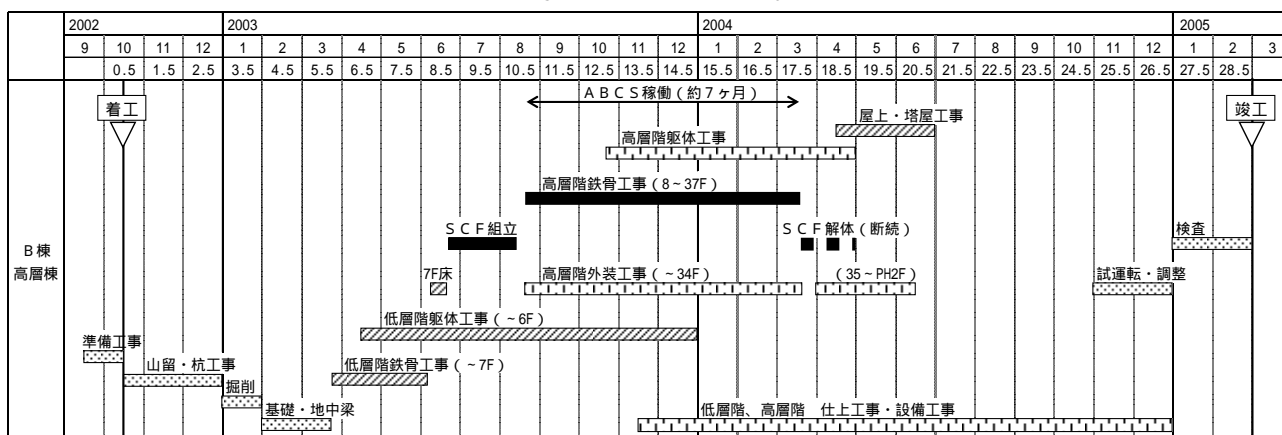 2002 2003 2004 2005
9 10 11 12 1 2 3 4 5 6 7 8 9 10 11 12 1 2 3 4 5 6 7 8 9 10 11 12 1 2 3
0.5 1.5 2.5 3.5 4.5 5.5 6.5 7.5 8.5 9.5 10.5 11.5 12.5 13.5 14.5 15.5 16.5 17.5 18.5 19.5 20.5 21.5 22.5 23.5 24.5 25.5 26.5 27.5 28.5
ABCS稼働(約7ヶ月)
着工
屋上・塔屋工事
竣工
高層階躯体工事
高層階鉄骨工事(8~37F)
SCF組立
SCF解体(断続)
検査
B棟
高層棟
7F床
高層階外装工事(~34F)
(35~PH2F)
試運転・調整
低層階躯体工事(~6F)
準備工事
山留・杭工事
低層階鉄骨工事(~7F)
掘削
基礎・地中梁
低層階、高層階 仕上工事・設備工事